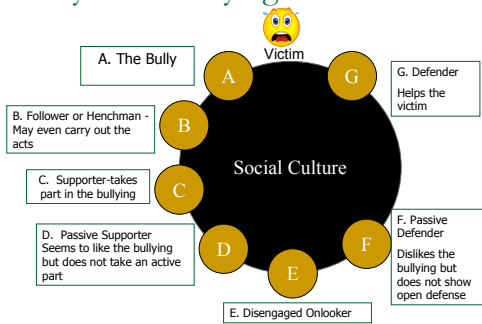 Victim
A. The Bully
A
G
G. Defender
Helps the
victim
B. Follower or Henchman -
May even carry out the
acts
B
Social Culture
C. Supporter-takes
part in the bullying
C
D. Passive Supporter
Seems to like the bullying
but does not take an active
part
D
E
F
F. Passive
Defender
Dislikes the
bullying but
does not show
open defense
E. Disengaged Onlooker